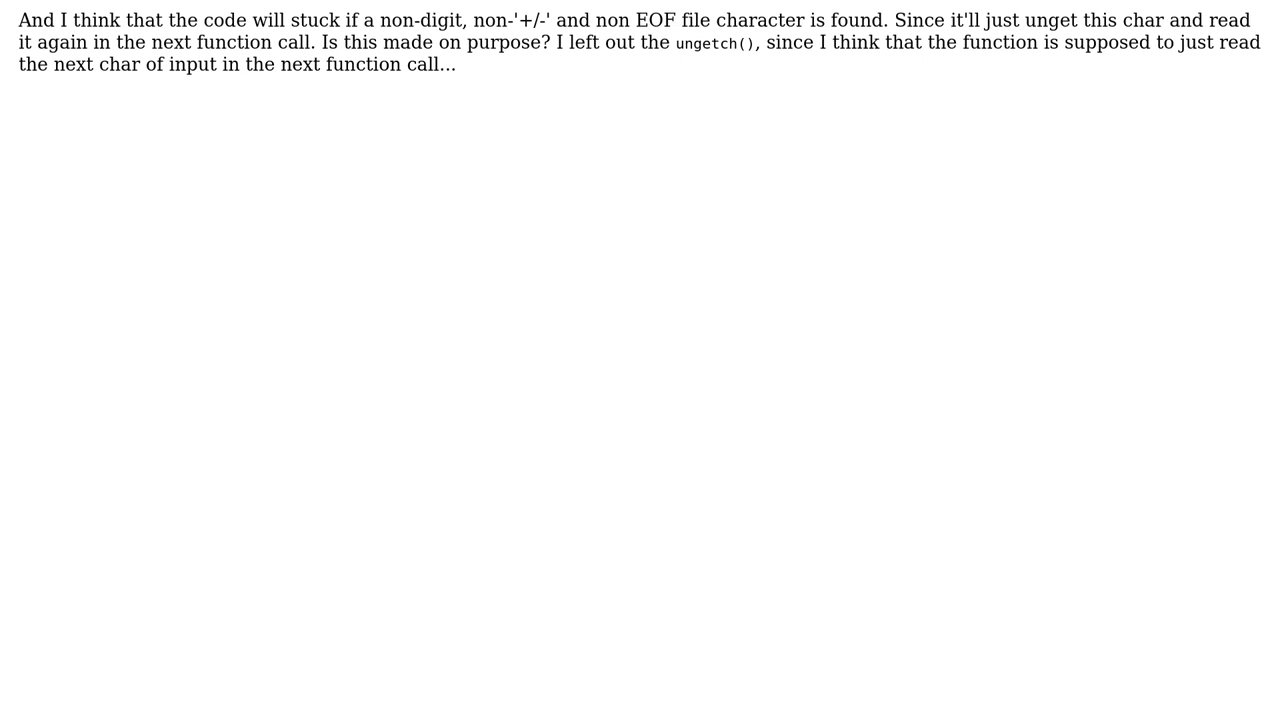 And I think that the code will stuck if a non-digit, non-'+/-' and non EOF file character is found. Since it'll just unget this char and read
it again in the next function call. Is this made on purpose? I left out the ungetch(), since I think that the function is supposed to just read
the next char of input in the next function call...